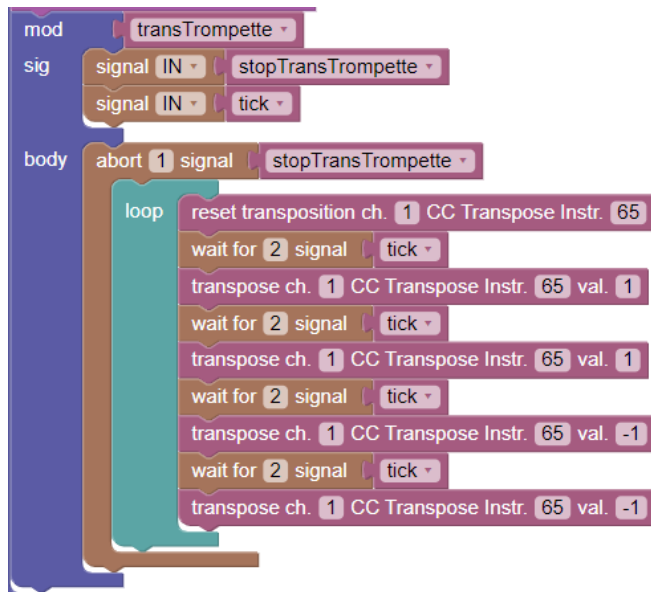 mod transTrompette
sig signal IN stopTransTrompette
signal IN tick
body abort 1 signal stopTransTrompette
loop reset transposition ch. 1 CC Transpose Instr. 65
wait for 2 signal tick
transpose ch. 1 CC Transpose Instr. 65 val. 1
wait for 2 signal tick
transpose ch. 1 CC Transpose Instr. 65 val. 1
wait for 2 signal tick
transpose ch. 1 CC Transpose Instr. 65 val. -1
wait for 2 signal tick
transpose ch. 1 CC Transpose Instr. 65 val. -1